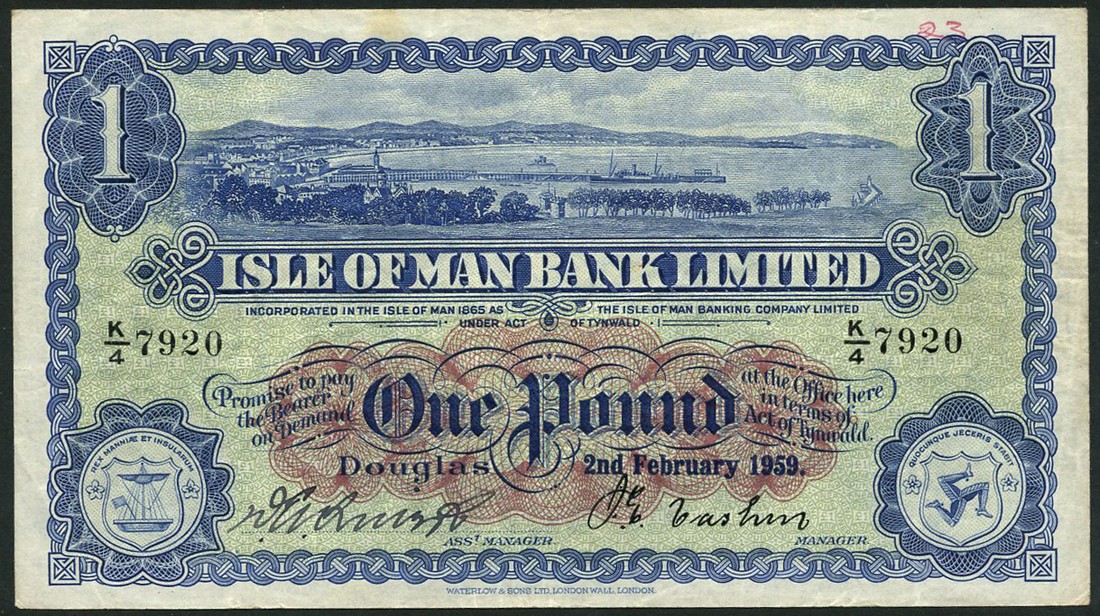 23
1 1
ISLE OF MAN BANK LIMITED
INCORPORATED IN THE ISLE OF MAN 1865 AS THE ISLE OF MAN BANKING COMPANY LIMITED
UNDER ACT OF TYNWALD
K/4 7920 K/4 7920
Promise to pay
the Bearer
on Demand
One Pound
at the Office here
in terms of
Act of Tynwald.
Douglas 2nd February 1959.
REX MANNIÆ ET INSULARUM
QUOCUNQUE JECERIS STABIT
J.E. Cashin
ASST MANAGER MANAGER
WATERLOW & SONS LTD, LONDON WALL, LONDON.